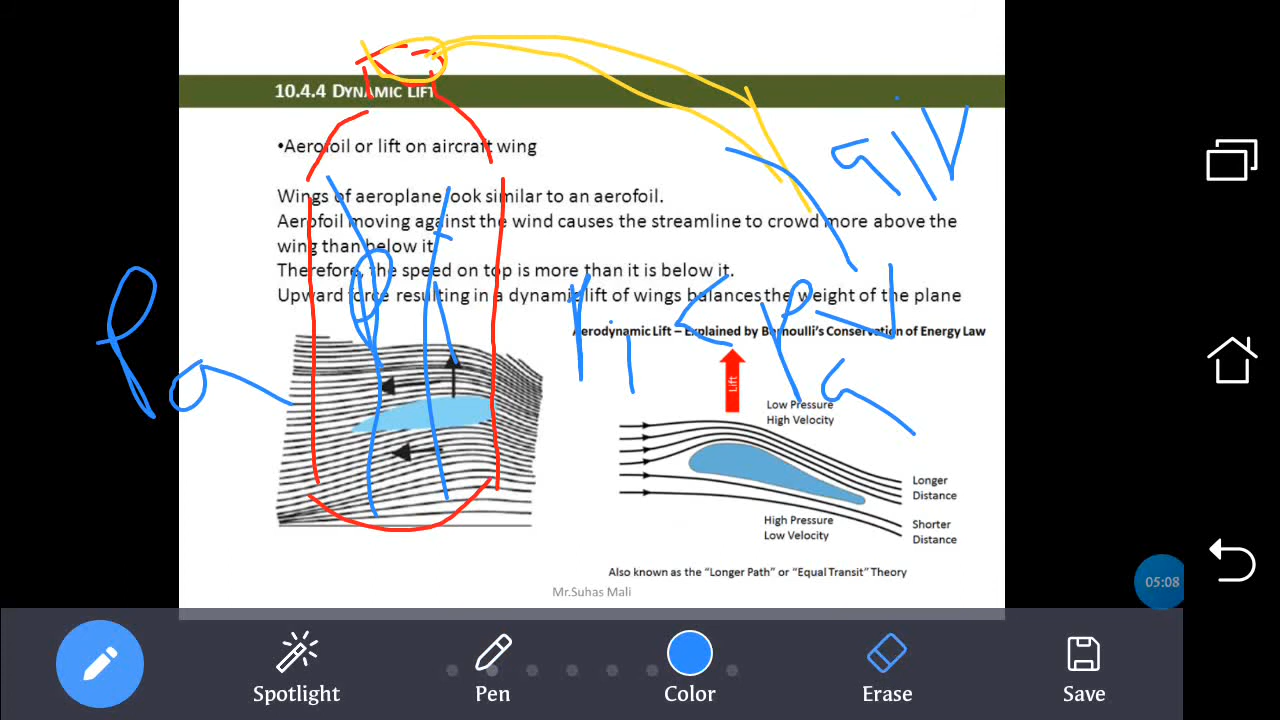 10.4.4 DYNAMIC LIFT
•Aerofoil or lift on aircraft wing
air
Wings of aeroplane look similar to an aerofoil.
Aerofoil moving against the wind causes the streamline to crowd more above the
wing than below it
Therefore, the speed on top is more than it is below it.
Upward force resulting in a dynamic lift of wings balances the weight of the plane
Pa
P1 < Pa
Aerodynamic Lift – Explained by Bernoulli's Conservation of Energy Law
Lift
Low Pressure
High Velocity
Longer
Distance
High Pressure
Low Velocity
Shorter
Distance
Also known as the "Longer Path" or "Equal Transit" Theory
Mr.Suhas Mali
05:08
Spotlight
Pen
Color
Erase
Save